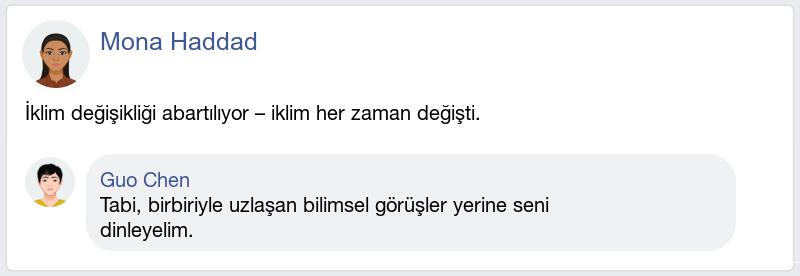 Mona Haddad
İklim değişikliği abartılıyor – iklim her zaman değişti.
Guo Chen
Tabi, birbiriyle uzlaşan bilimsel görüşler yerine seni
dinleyelim.